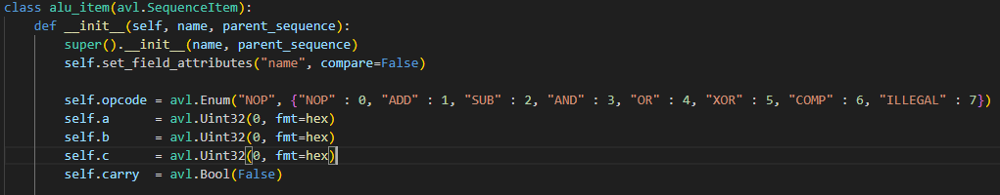 class alu_item(avl.SequenceItem):
    def __init__(self, name, parent_sequence):
        super().__init__(name, parent_sequence)
        self.set_field_attributes("name", compare=False)

        self.opcode = avl.Enum("NOP", {"NOP" : 0, "ADD" : 1, "SUB" : 2, "AND" : 3, "OR" : 4, "XOR" : 5, "COMP" : 6, "ILLEGAL" : 7})
        self.a      = avl.Uint32(0, fmt=hex)
        self.b      = avl.Uint32(0, fmt=hex)
        self.c      = avl.Uint32(0, fmt=hex)
        self.carry  = avl.Bool(False)